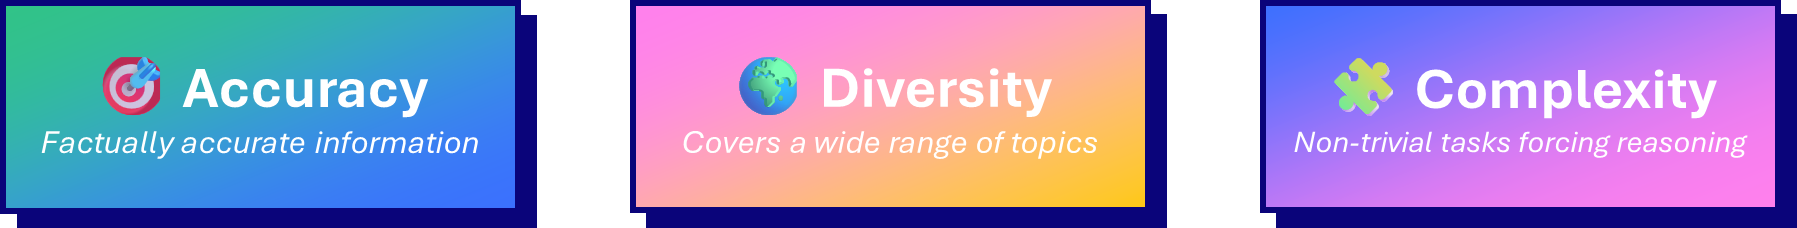 Accuracy
Factually accurate information
Diversity
Covers a wide range of topics
Complexity
Non-trivial tasks forcing reasoning